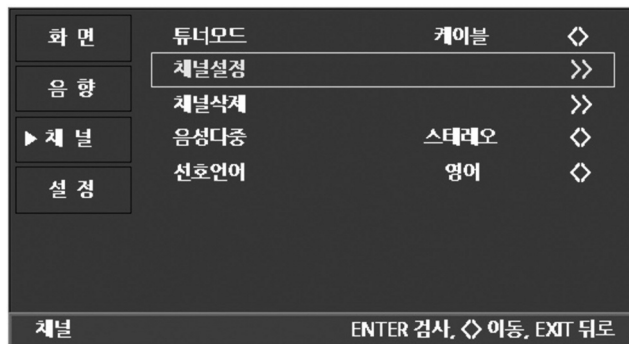 화면
음향
▶채널
설정
튜너모드 케이블 <>
채널설정 >>
채널삭제 >>
음성다중 스테레오 <>
선호언어 영어 <>
채널 ENTER 검사, <> 이동, EXIT 뒤로